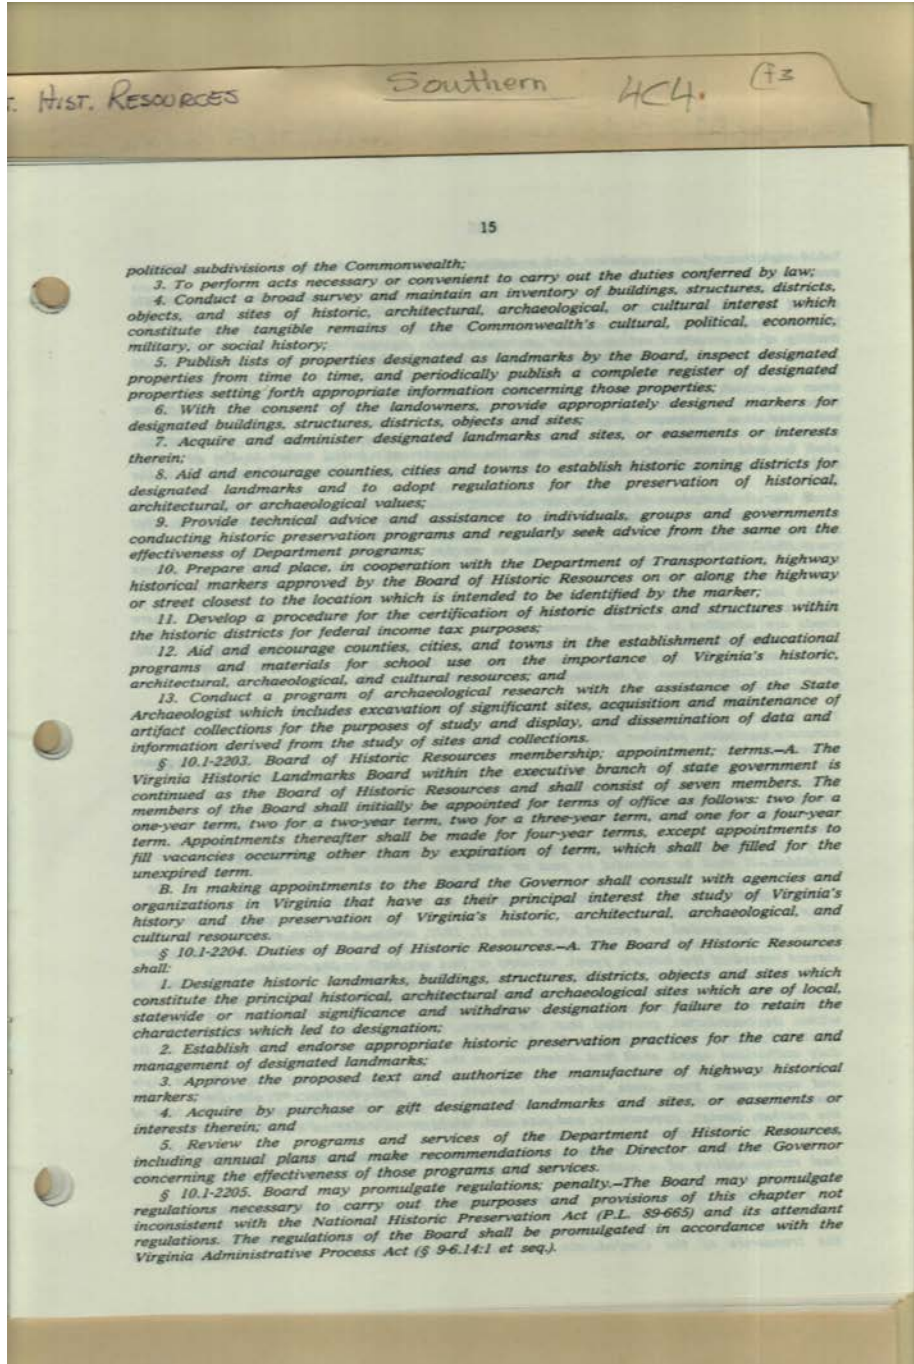 T. HIST. RESOURCES
Southern
4C4.
15
political subdivisions of the Commonwealth;
3. To perform acts necessary or convenient to carry out the duties conferred by law;
4. Conduct a broad survey and maintain an inventory of buildings, structures, districts,
objects, and sites of historic, architectural, archaeological, or cultural interest which
constitute the tangible remains of the Commonwealth's cultural, political, economic,
military, or social history;
5. Publish lists of properties designated as landmarks by the Board, inspect designated
properties from time to time, and periodically publish a complete register of designated
properties setting forth appropriate information concerning those properties;
6. With the consent of the landowners, provide appropriately designed markers for
designated buildings, structures, districts, objects and sites;
7. Acquire and administer designated landmarks and sites, or easements or interests
therein;
8. Aid and encourage counties, cities and towns to establish historic zoning districts for
designated landmarks and to adopt regulations for the preservation of historical,
architectural, or archaeological values;
9. Provide technical advice and assistance to individuals, groups and governments
conducting historic preservation programs and regularly seek advice from the same on the
effectiveness of Department programs;
10. Prepare and place, in cooperation with the Department of Transportation, highway
historical markers approved by the Board of Historic Resources on or along the highway
or street closest to the location which is intended to be identified by the marker;
11. Develop a procedure for the certification of historic districts and structures within
the historic districts for federal income tax purposes;
12. Aid and encourage counties, cities, and towns in the establishment of educational
programs and materials for school use on the importance of Virginia's historic,
architectural, archaeological, and cultural resources; and
13. Conduct a program of archaeological research with the assistance of the State
Archaeologist which includes excavation of significant sites, acquisition and maintenance of
artifact collections for the purposes of study and display, and dissemination of data and
information derived from the study of sites and collections.
§ 10.1-2203. Board of Historic Resources membership; appointment; terms.—A. The
Virginia Historic Landmarks Board within the executive branch of state government is
continued as the Board of Historic Resources and shall consist of seven members. The
members of the Board shall initially be appointed for terms of office as follows: two for a
one-year term, two for a two-year term, two for a three-year term, and one for a four-year
term. Appointments thereafter shall be made for four-year terms, except appointments to
fill vacancies occurring other than by expiration of term, which shall be filled for the
unexpired term.
B. In making appointments to the Board the Governor shall consult with agencies and
organizations in Virginia that have as their principal interest the study of Virginia's
history and the preservation of Virginia's historic, architectural, archaeological, and
cultural resources.
§ 10.1-2204. Duties of Board of Historic Resources.—A. The Board of Historic Resources
shall:
1. Designate historic landmarks, buildings, structures, districts, objects and sites which
constitute the principal historical, architectural and archaeological sites which are of local,
statewide or national significance and withdraw designation for failure to retain the
characteristics which led to designation;
2. Establish and endorse appropriate historic preservation practices for the care and
management of designated landmarks;
3. Approve the proposed text and authorize the manufacture of highway historical
markers;
4. Acquire by purchase or gift designated landmarks and sites, or easements or
interests therein; and
5. Review the programs and services of the Department of Historic Resources,
including annual plans and make recommendations to the Director and the Governor
concerning the effectiveness of those programs and services.
§ 10.1-2205. Board may promulgate regulations; penalty.—The Board may promulgate
regulations necessary to carry out the purposes and provisions of this chapter not
inconsistent with the National Historic Preservation Act (P.L. 89-665) and its attendant
regulations. The regulations of the Board shall be promulgated in accordance with the
Virginia Administrative Process Act (§ 9-6.14:1 et seq.).